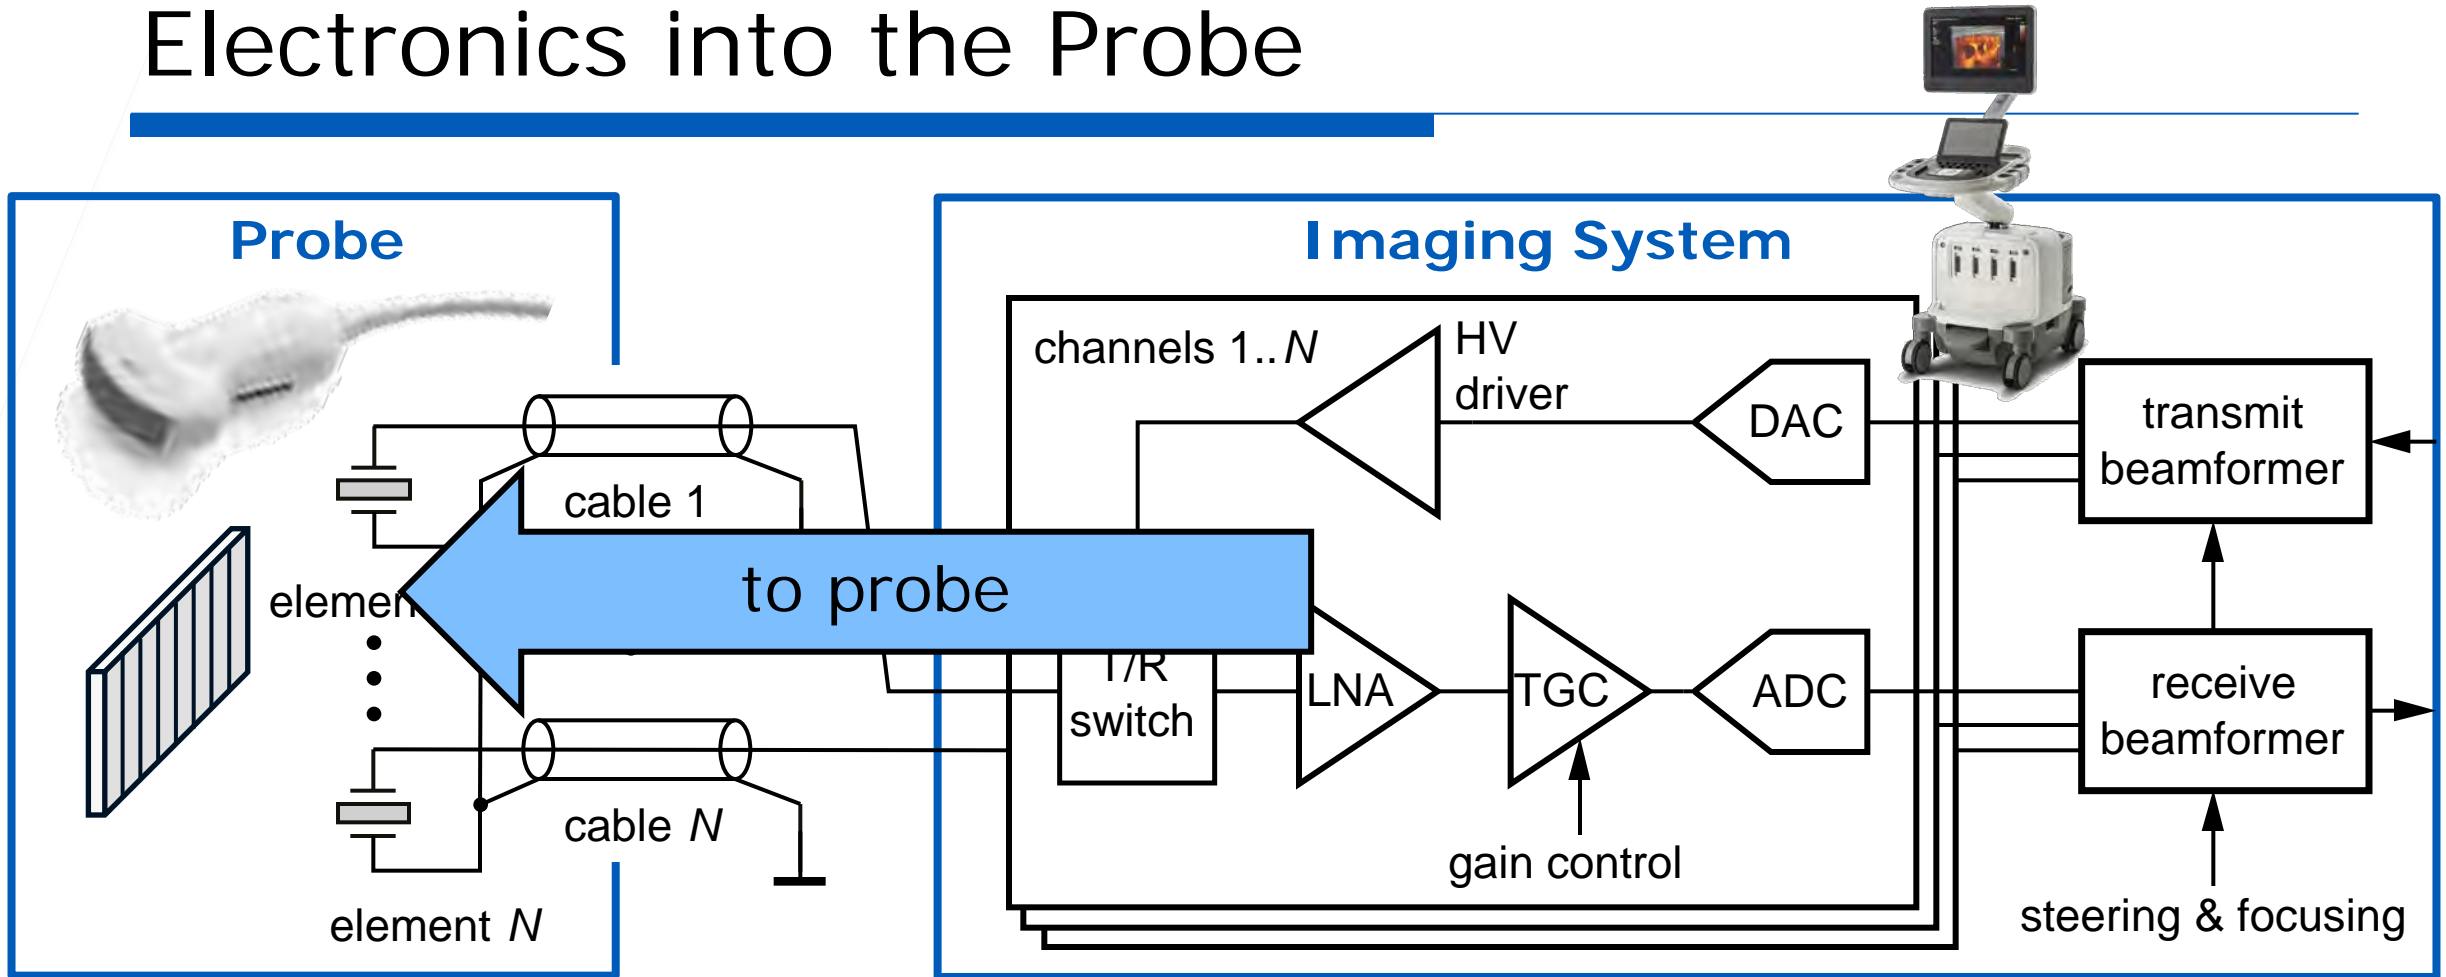 Electronics into the Probe
Probe
Imaging System
channels 1..N
HV
driver
DAC
transmit
beamformer
cable 1
to probe
elemen
T/R
switch
LNA
TGC
ADC
receive
beamformer
cable N
gain control
element N
steering & focusing